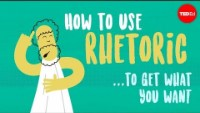 HOW TO USE
RHETORIC
...TO GET WHAT
YOU WANT
TED Ed